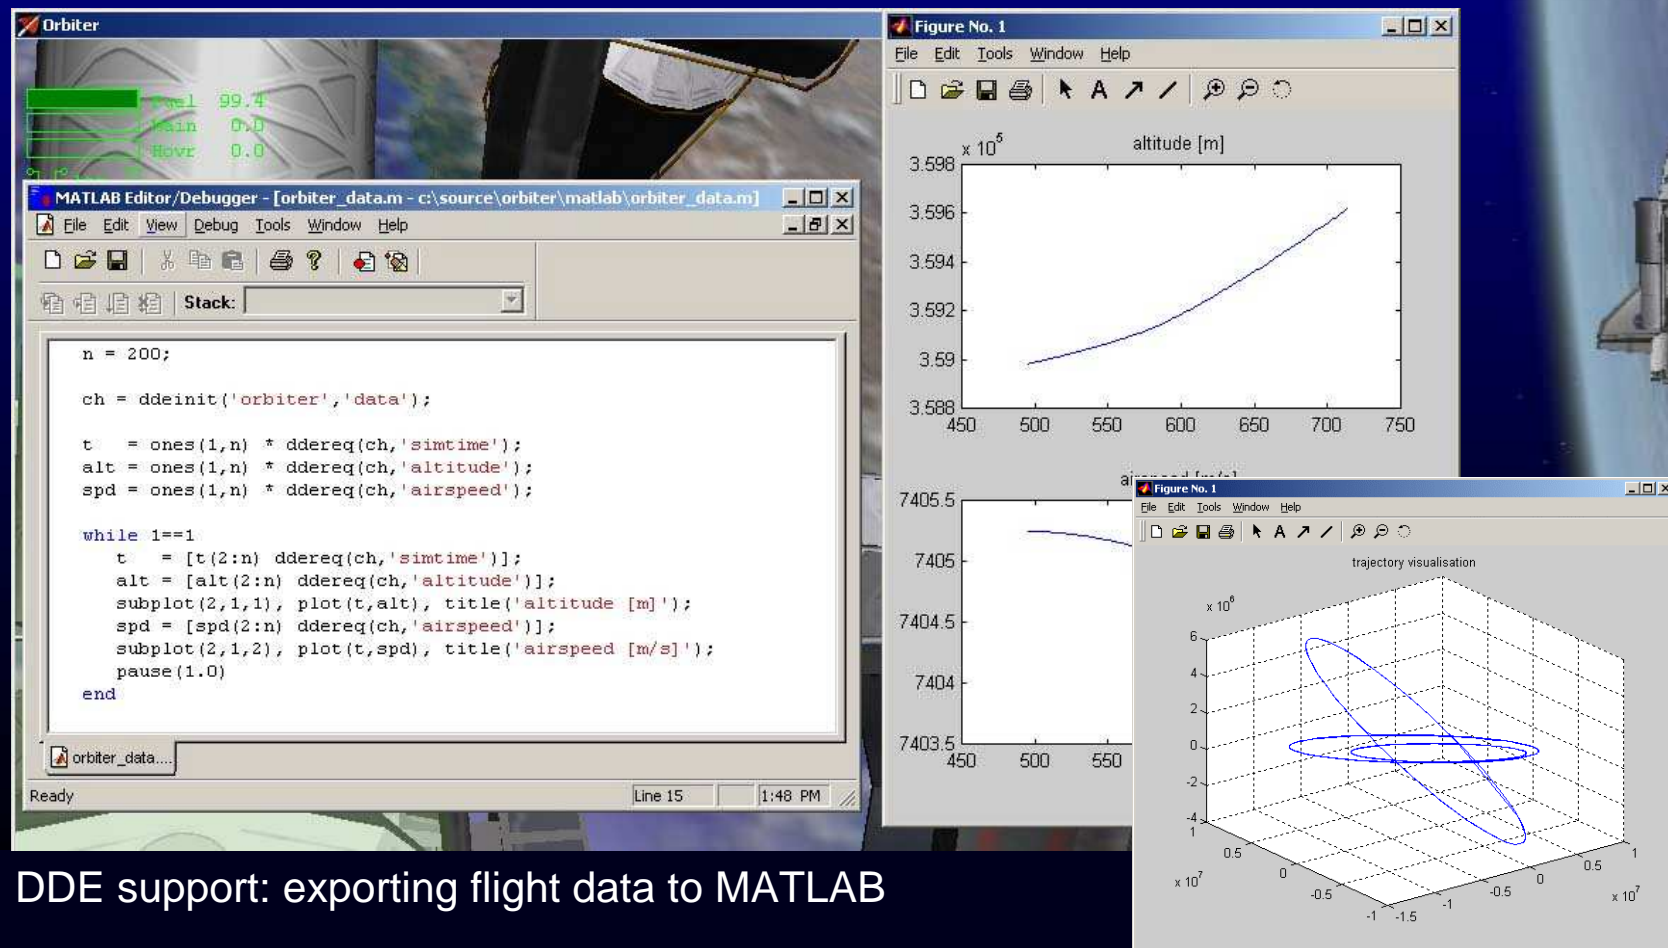 Orbiter
Fuel 99.4
Main 0.0
Hovr 0.0
MATLAB Editor/Debugger - [orbiter_data.m - c:\source\orbiter\matlab\orbiter_data.m]
File Edit View Debug Tools Window Help
Stack:
n = 200;
ch = ddeinit('orbiter','data');
t = ones(1,n) * ddereq(ch,'simtime');
alt = ones(1,n) * ddereq(ch,'altitude');
spd = ones(1,n) * ddereq(ch,'airspeed');
while 1==1
t = [t(2:n) ddereq(ch,'simtime')];
alt = [alt(2:n) ddereq(ch,'altitude')];
subplot(2,1,1), plot(t,alt), title('altitude [m]');
spd = [spd(2:n) ddereq(ch,'airspeed')];
subplot(2,1,2), plot(t,spd), title('airspeed [m/s]');
pause(1.0)
end
orbiter_data....
Ready
Line 15
1:48 PM
Figure No. 1
File Edit Tools Window Help
altitude [m]
x 10^5
3.598
3.596
3.594
3.592
3.59
3.588
450 500 550 600 650 700 750
airspeed [m/s]
7405.5
7405
7404.5
7404
7403.5
450 500 550
Figure No. 1
File Edit Tools Window Help
trajectory visualisation
x 10^6
6
4
2
0
-2
-4
1
0.5
0
-0.5
-1
x 10^7
-1.5
-1
-0.5
0
0.5
1
x 10^7
DDE support: exporting flight data to MATLAB